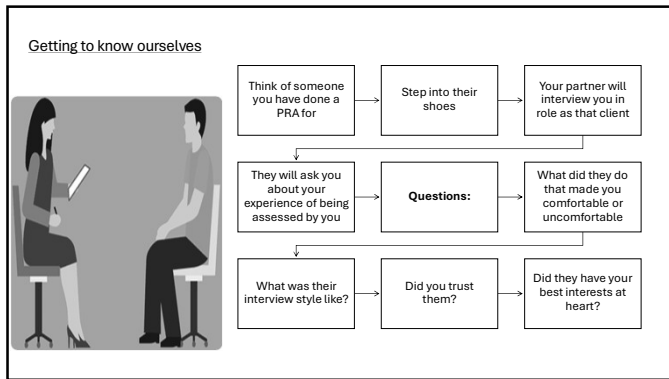 Getting to know ourselves
Think of someone
you have done a
PRA for
Step into their
shoes
Your partner will
interview you in
role as that client
They will ask you
about your
experience of being
assessed by you
Questions:
What did they do
that made you
comfortable or
uncomfortable
What was their
interview style like?
Did you trust
them?
Did they have your
best interests at
heart?